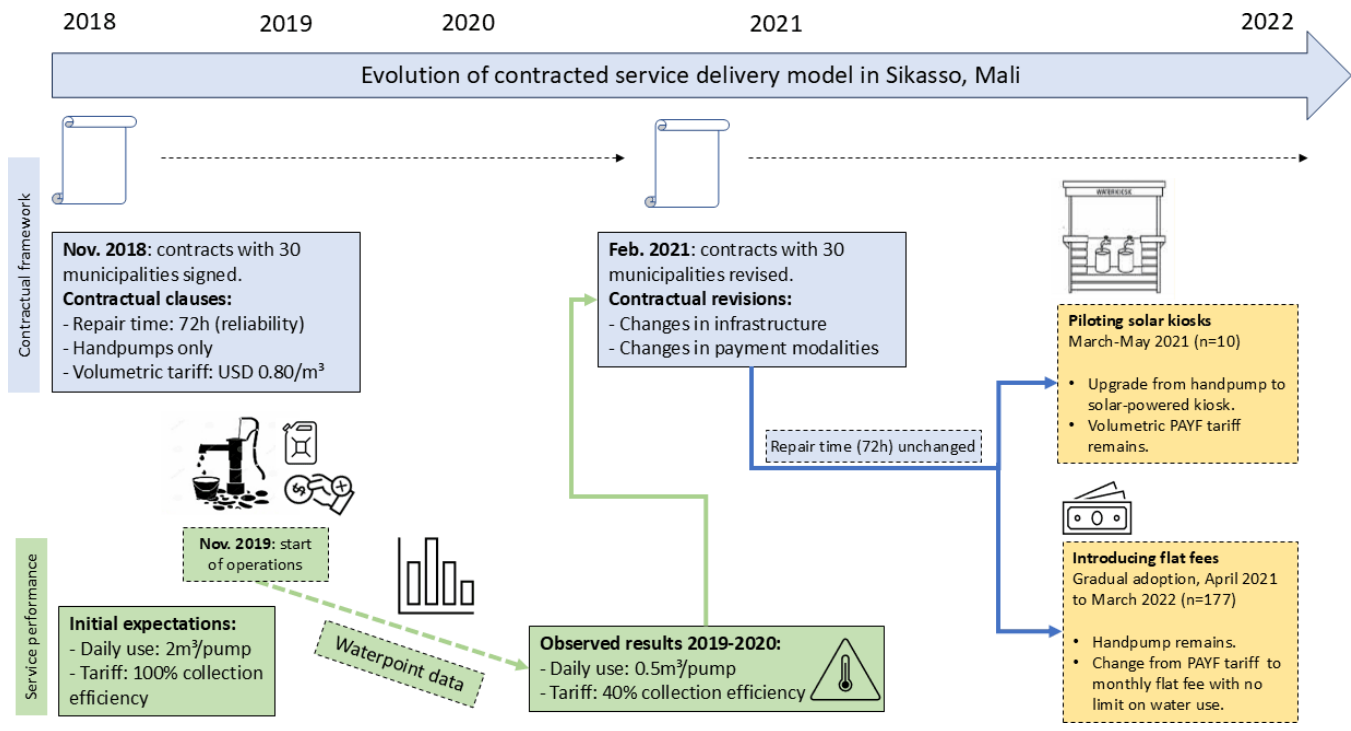 2018
2019
2020
2021
2022
Evolution of contracted service delivery model in Sikasso, Mali
Contractual framework
Nov. 2018: contracts with 30
municipalities signed.
Contractual clauses:
- Repair time: 72h (reliability)
- Handpumps only
- Volumetric tariff: USD 0.80/m³
Feb. 2021: contracts with 30
municipalities revised.
Contractual revisions:
- Changes in infrastructure
- Changes in payment modalities
WATER KIOSK
Piloting solar kiosks
March-May 2021 (n=10)
• Upgrade from handpump to
solar-powered kiosk.
• Volumetric PAYF tariff
remains.
Repair time (72h) unchanged
Service performance
Nov. 2019: start
of operations
Initial expectations:
- Daily use: 2m³/pump
- Tariff: 100% collection
efficiency
Waterpoint data
Observed results 2019-2020:
- Daily use: 0.5m³/pump
- Tariff: 40% collection efficiency
Introducing flat fees
Gradual adoption, April 2021
to March 2022 (n=177)
• Handpump remains.
• Change from PAYF tariff to
monthly flat fee with no
limit on water use.